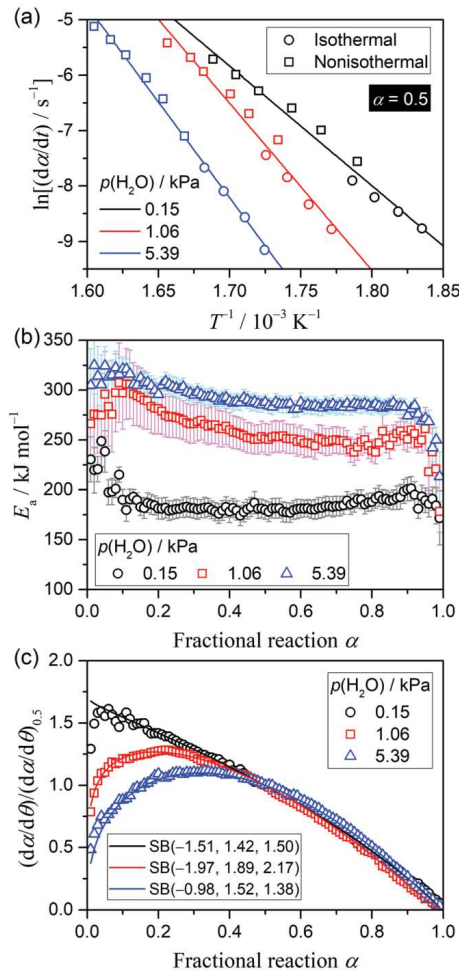 (a)
-5
-6
-7
-8
-9
ln[(dα/dt) / s⁻¹]
Isothermal
Nonisothermal
α = 0.5
p(H₂O) / kPa
0.15
1.06
5.39
1.60 1.65 1.70 1.75 1.80 1.85
T⁻¹ / 10⁻³ K⁻¹
(b)
350
300
250
200
150
100
Eₐ / kJ mol⁻¹
p(H₂O) / kPa
0.15 1.06 5.39
0.0 0.2 0.4 0.6 0.8 1.0
Fractional reaction α
(c)
2.0
1.5
1.0
0.5
0.0
(dα/dθ)/(dα/dθ)₀.₅
p(H₂O) / kPa
0.15
1.06
5.39
SB(−1.51, 1.42, 1.50)
SB(−1.97, 1.89, 2.17)
SB(−0.98, 1.52, 1.38)
0.0 0.2 0.4 0.6 0.8 1.0
Fractional reaction α